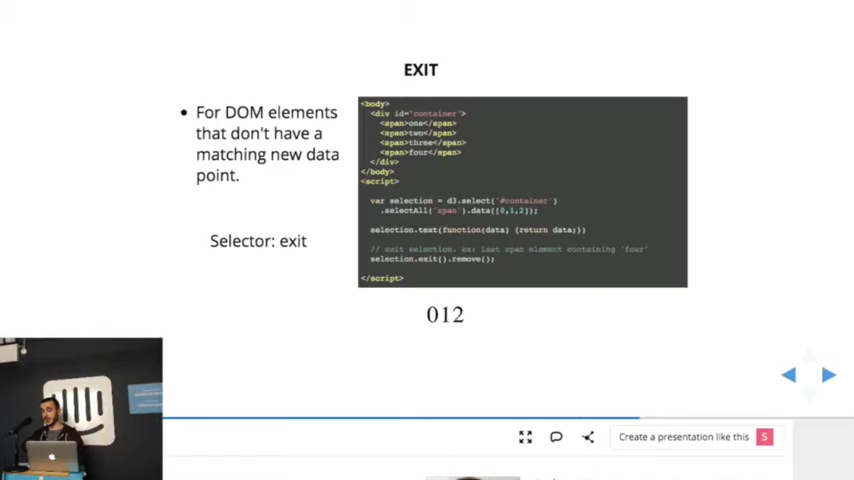 EXIT
• For DOM elements
that don't have a
matching new data
point.
Selector: exit
<body>
<div id="container">
<span>one</span>
<span>two</span>
<span>three</span>
<span>four</span>
</div>
</body>
<script>
var selection = d3.select('#container')
.selectAll('span').data([0,1,2]);
selection.text(function(data) {return data;})
// exit selection. ex: last span element containing 'four'
selection.exit().remove();
</script>
012
Create a presentation like this S